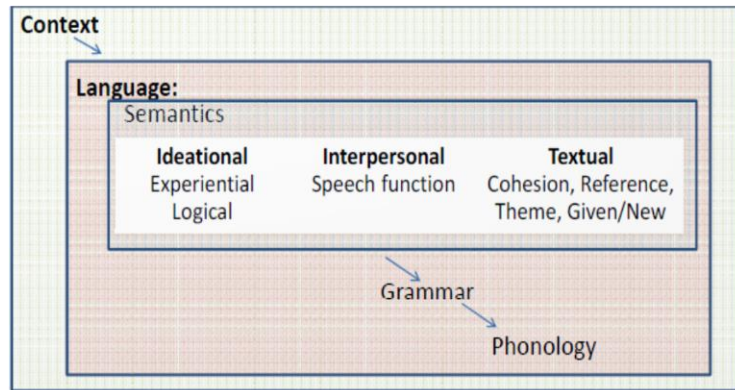 Context
Language:
Semantics
Ideational
Experiential
Logical
Interpersonal
Speech function
Textual
Cohesion, Reference,
Theme, Given/New
Grammar
Phonology